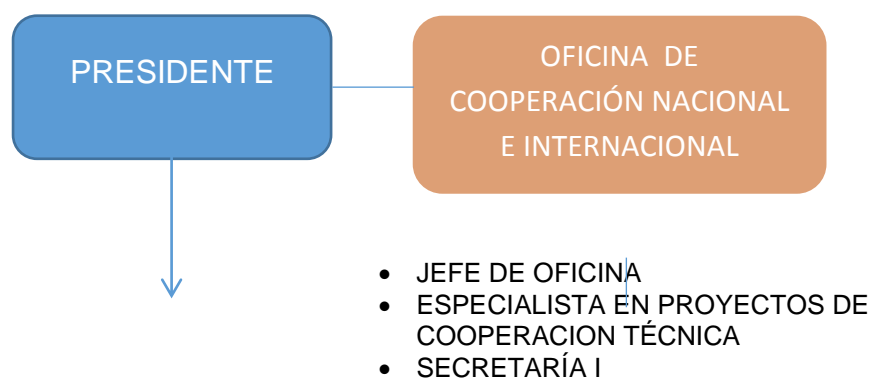 PRESIDENTE
OFICINA DE
COOPERACIÓN NACIONAL
E INTERNACIONAL
• JEFE DE OFICINA
• ESPECIALISTA EN PROYECTOS DE
COOPERACION TÉCNICA
• SECRETARÍA I